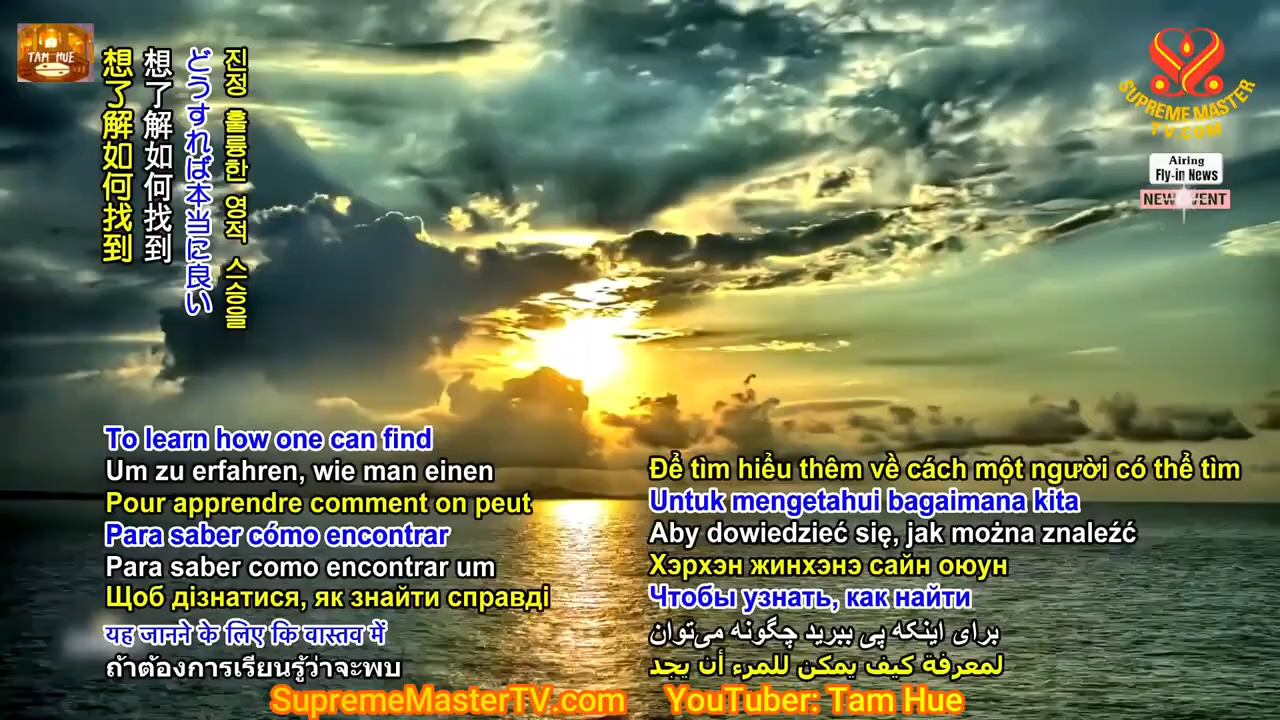 TAM HUE
想了解如何找到
想了解如何找到
どうすれば本当に良い
진정 훌륭한 영적 스승을
SUPREME MASTER
TV.COM
Airing
Fly-in News
NEW EVENT
To learn how one can find
Um zu erfahren, wie man einen
Pour apprendre comment on peut
Para saber cómo encontrar
Para saber como encontrar um
Щоб дізнатися, як знайти справді
यह जानने के लिए कि वास्तव में
ถ้าต้องการเรียนรู้ว่าจะพบ
Để tìm hiểu thêm về cách một người có thể tìm
Untuk mengetahui bagaimana kita
Aby dowiedzieć się, jak można znaleźć
Хэрхэн жинхэнэ сайн оюун
Чтобы узнать, как найти
برای اینکه پی ببرید چگونه می‌توان
لمعرفة كيف يمكن للمرء أن يجد
SupremeMasterTV.com YouTuber: Tam Hue